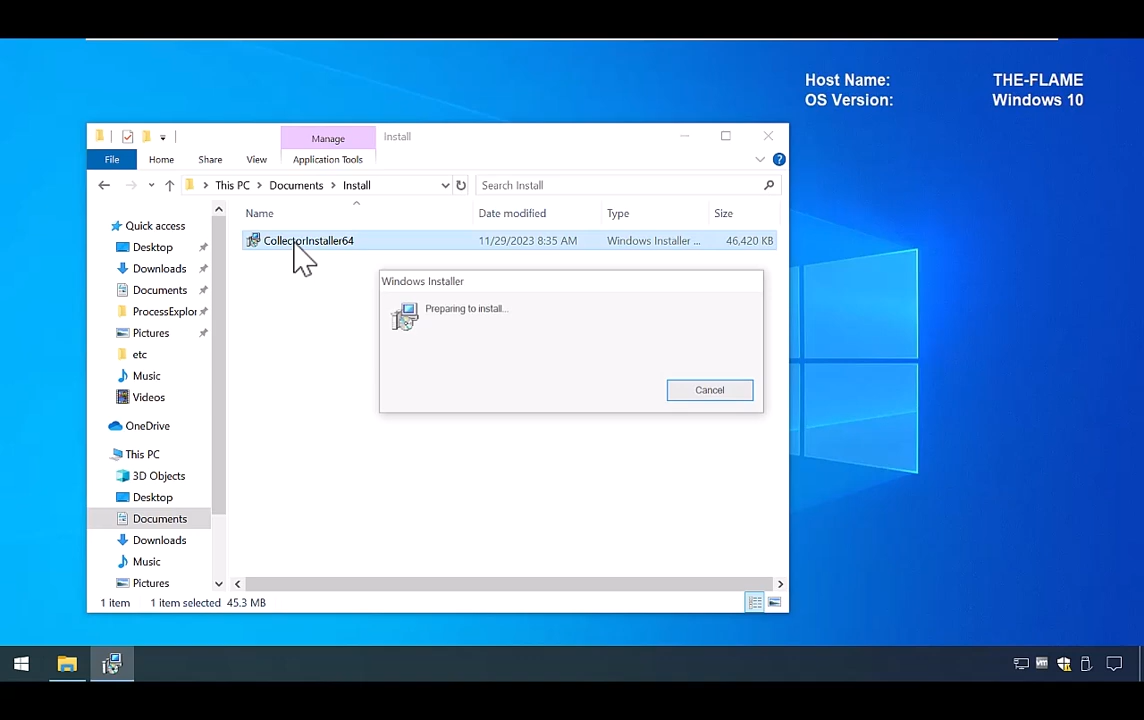 Host Name: THE-FLAME
OS Version: Windows 10
Manage
Install
File
Home
Share
View
Application Tools
?
This PC
Documents
Install
Search Install
Name
Date modified
Type
Size
CollectorInstaller64
11/29/2023 8:35 AM
Windows Installer ...
46,420 KB
Quick access
Desktop
Downloads
Documents
ProcessExplor
Pictures
etc
Music
Videos
OneDrive
This PC
3D Objects
Desktop
Documents
Downloads
Music
Pictures
Windows Installer
Preparing to install...
Cancel
1 item
1 item selected 45.3 MB
vm